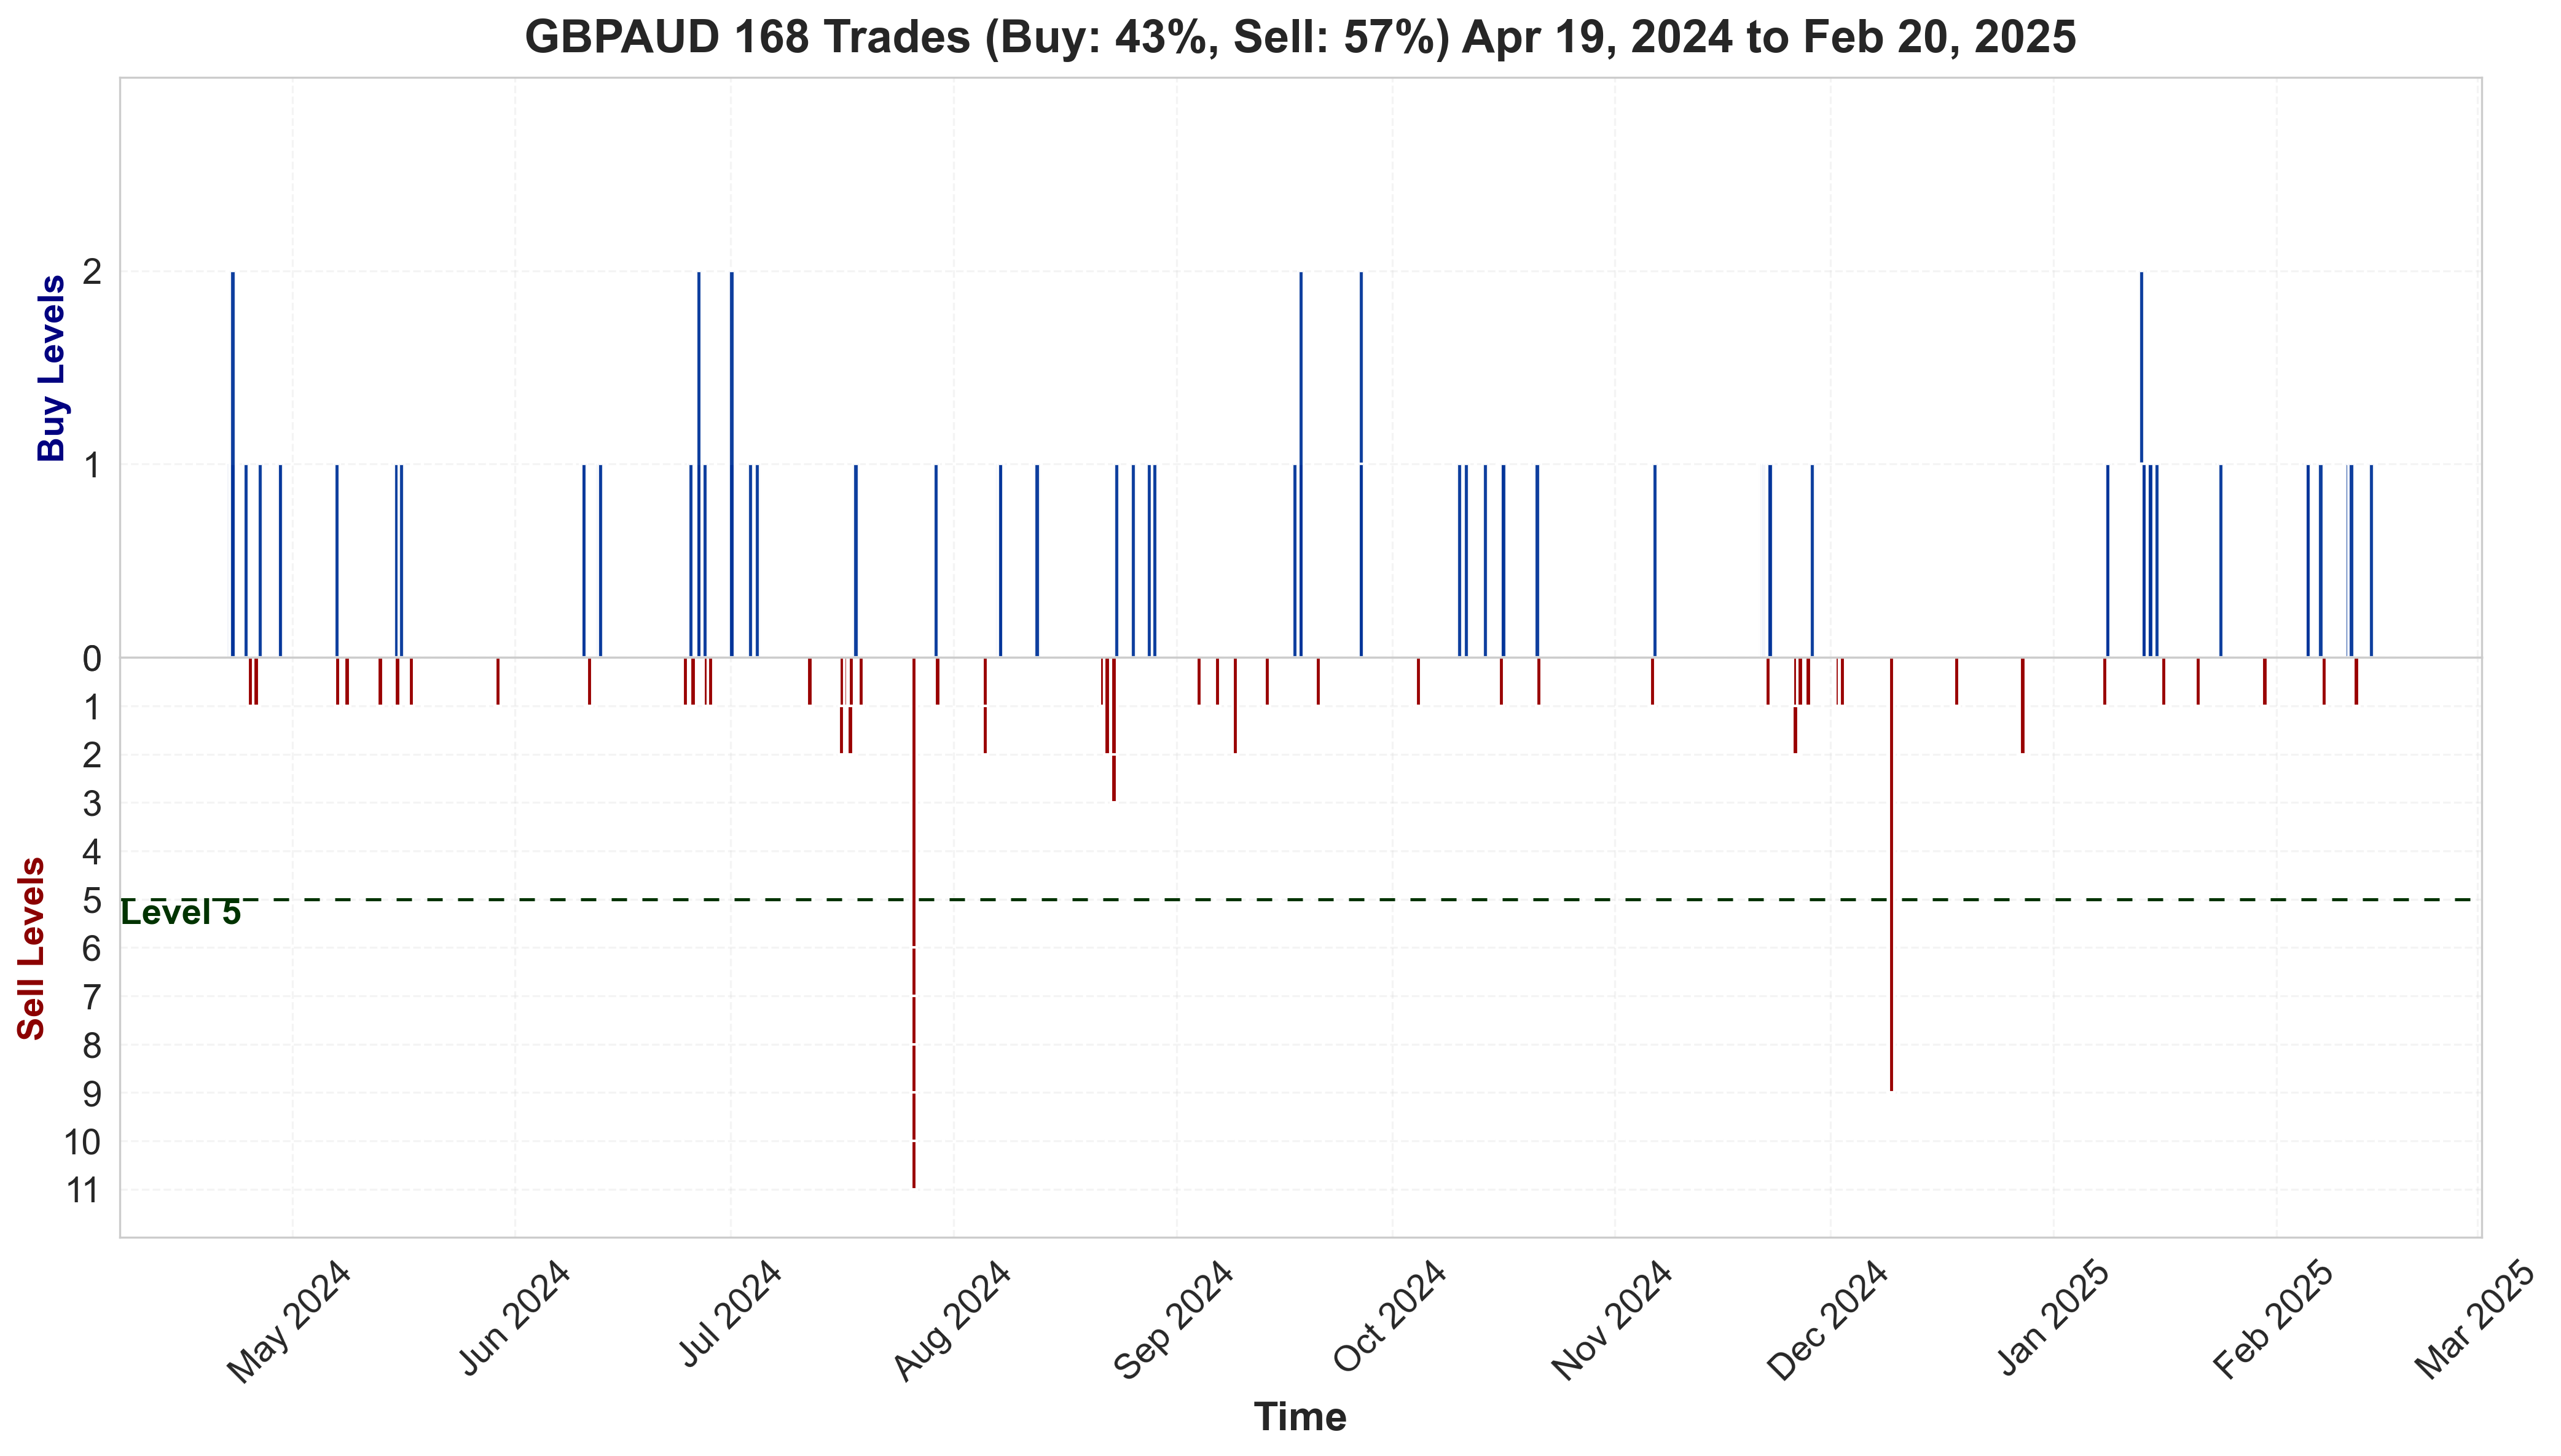 GBPAUD 168 Trades (Buy: 43%, Sell: 57%) Apr 19, 2024 to Feb 20, 2025
Buy Levels
2
1
0
1
2
3
4
5
6
7
8
9
10
11
Sell Levels
Level 5
May 2024
Jun 2024
Jul 2024
Aug 2024
Sep 2024
Oct 2024
Nov 2024
Dec 2024
Jan 2025
Feb 2025
Mar 2025
Time